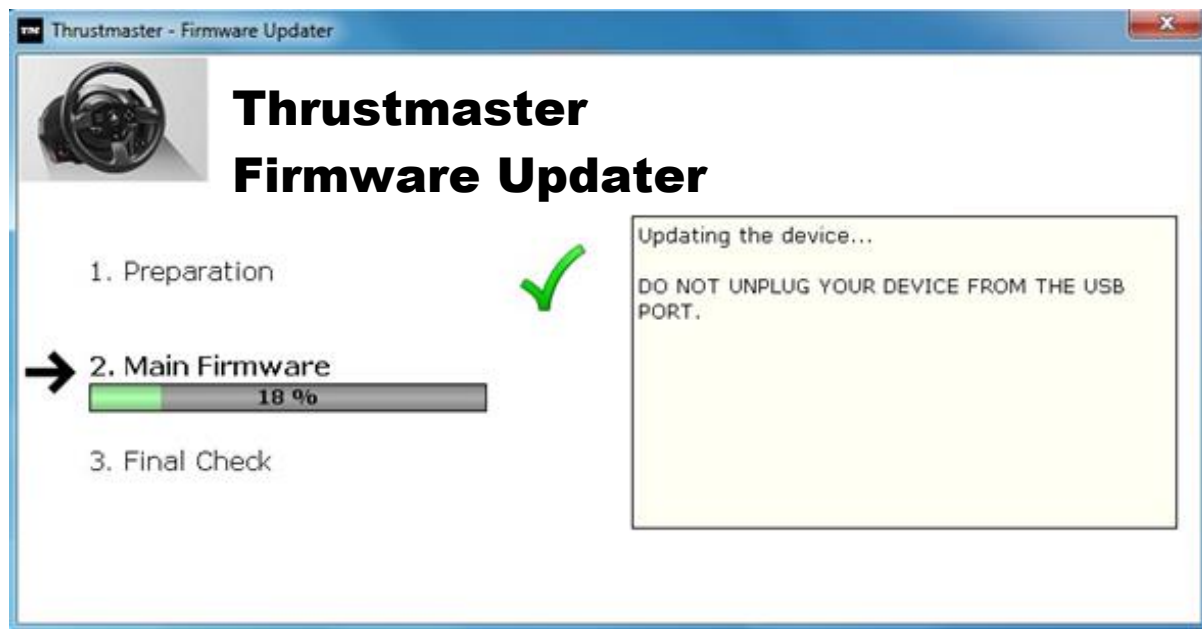 Thrustmaster - Firmware Updater
Thrustmaster
Firmware Updater
1. Preparation
2. Main Firmware
18 %
3. Final Check
Updating the device...
DO NOT UNPLUG YOUR DEVICE FROM THE USB
PORT.